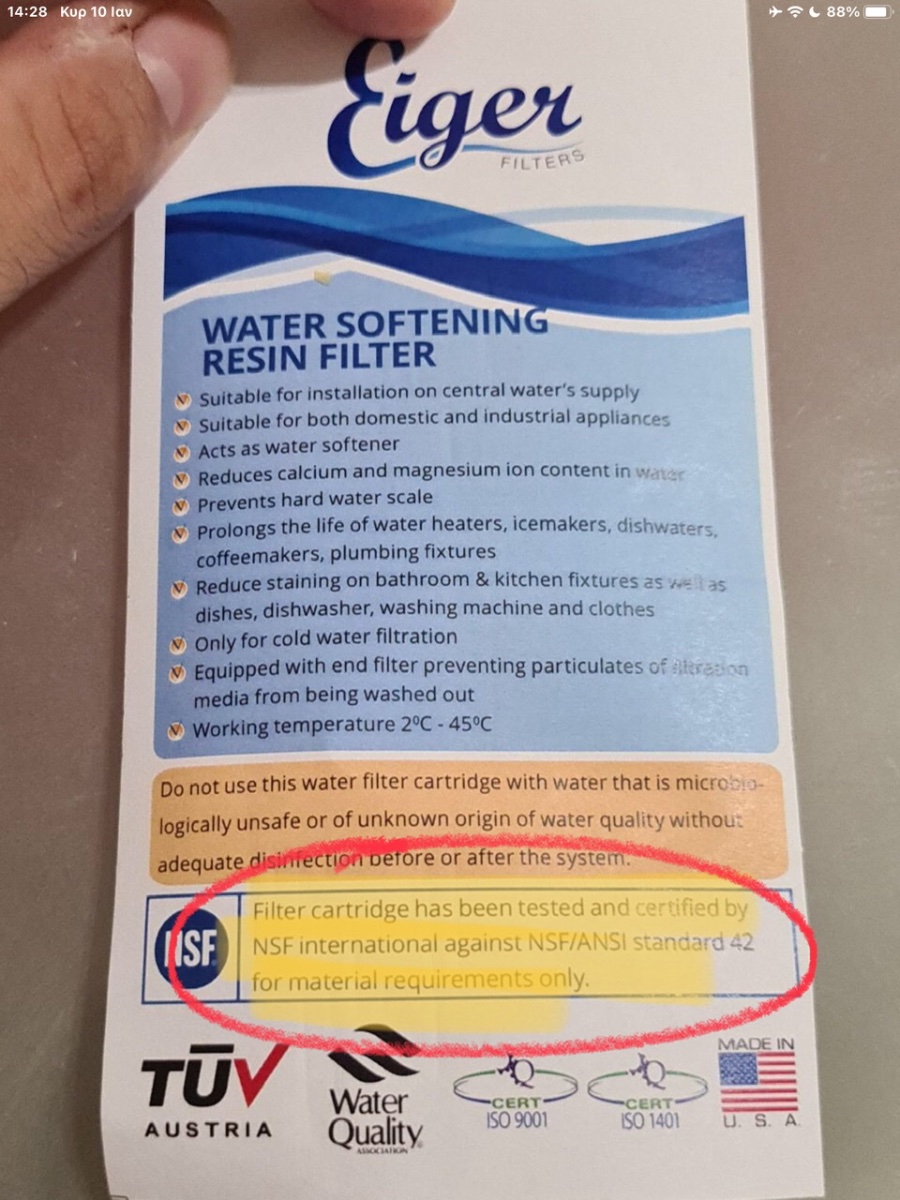 14:28 Κυρ 10 Ιαν
88%
Eiger
FILTERS
WATER SOFTENING
RESIN FILTER
Suitable for installation on central water's supply
Suitable for both domestic and industrial appliances
Acts as water softener
Reduces calcium and magnesium ion content in water
Prevents hard water scale
Prolongs the life of water heaters, icemakers, dishwaters,
coffeemakers, plumbing fixtures
Reduce staining on bathroom & kitchen fixtures as well as
dishes, dishwasher, washing machine and clothes
Only for cold water filtration
Equipped with end filter preventing particulates of filtration
media from being washed out
Working temperature 2⁰C - 45⁰C
Do not use this water filter cartridge with water that is microbio-
logically unsafe or of unknown origin of water quality without
adequate disinfection before or after the system.
NSF
Filter cartridge has been tested and certified by
NSF international against NSF/ANSI standard 42
for material requirements only.
TÜV
AUSTRIA
Water
Quality
ASSOCIATION
CERT
ISO 9001
CERT
ISO 1401
MADE IN
U. S. A.